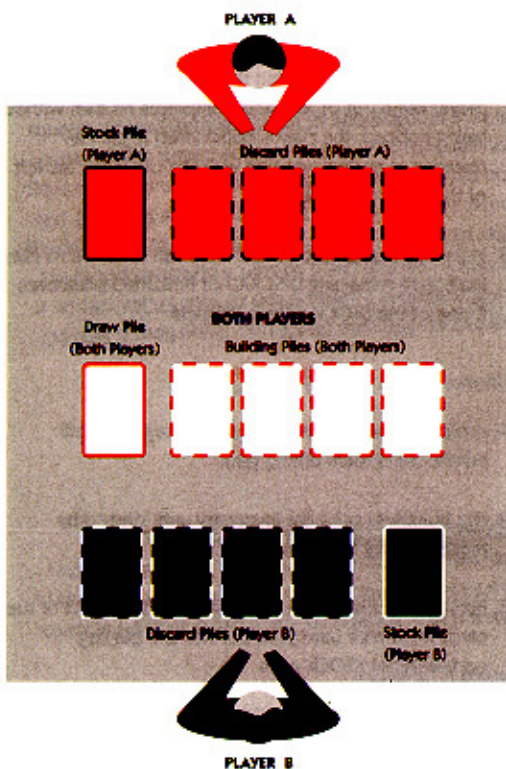 PLAYER A
Stock Pile
(Player A)
Discard Piles (Player A)
BOTH PLAYERS
Draw Pile
(Both Players)
Building Piles (Both Players)
Discard Piles (Player B)
Stock Pile
(Player B)
PLAYER B